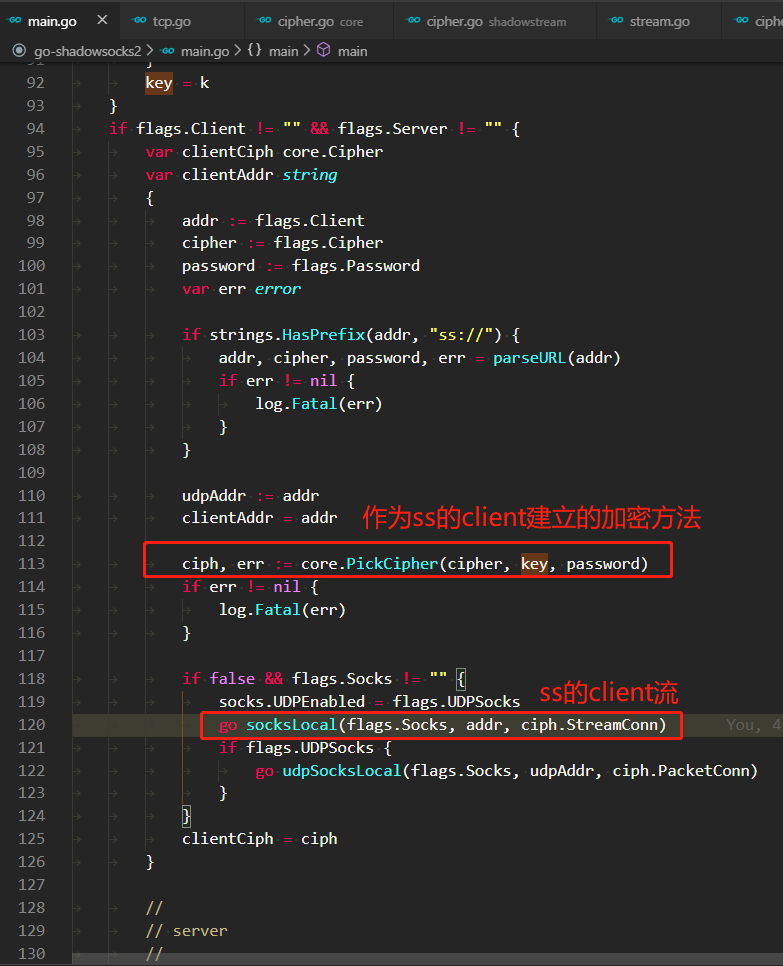 main.go
tcp.go
cipher.go core
cipher.go shadowstream
stream.go
go-shadowsocks2 > main.go > {} main > main
92 key = k
93 }
94 if flags.Client != "" && flags.Server != "" {
95 var clientCiph core.Cipher
96 var clientAddr string
97 {
98 addr := flags.Client
99 cipher := flags.Cipher
100 password := flags.Password
101 var err error
102
103 if strings.HasPrefix(addr, "ss://") {
104 addr, cipher, password, err = parseURL(addr)
105 if err != nil {
106 log.Fatal(err)
107 }
108 }
109
110 udpAddr := addr
111 clientAddr = addr
作为ss的client建立的加密方法
112
113 ciph, err := core.PickCipher(cipher, key, password)
114 if err != nil {
115 log.Fatal(err)
116 }
117
118 if false && flags.Socks != "" {
ss的client流
119 socks.UDPEnabled = flags.UDPSocks
120 go socksLocal(flags.Socks, addr, ciph.StreamConn) You, 4
121 if flags.UDPSocks {
122 go udpSocksLocal(flags.Socks, udpAddr, ciph.PacketConn)
123 }
124 }
125 clientCiph = ciph
126 }
127
128 //
129 // server
130 //